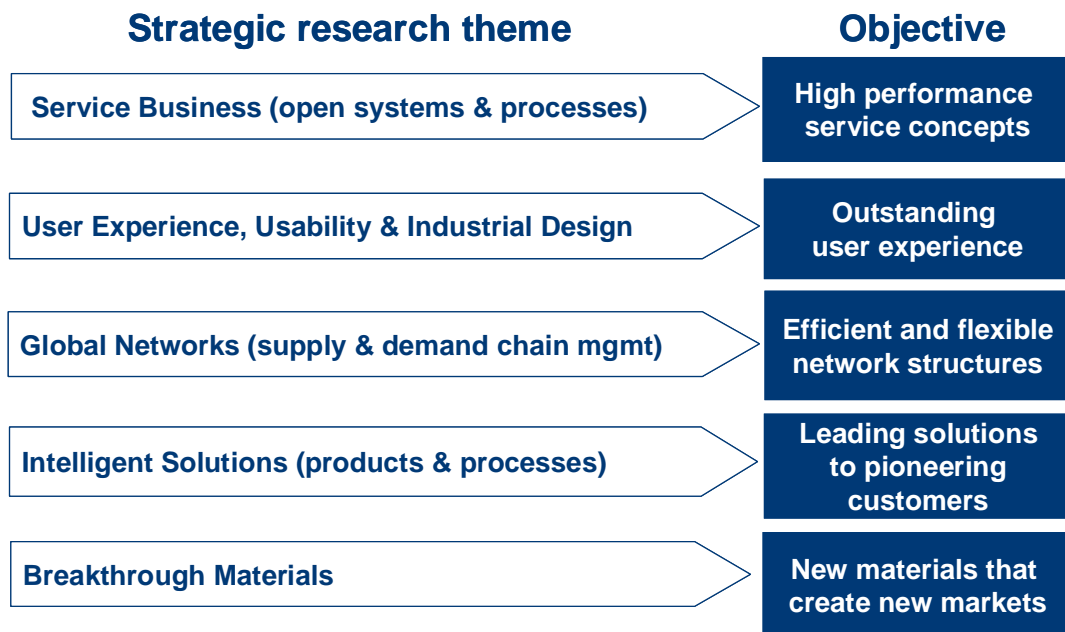 Strategic research theme
Objective
Service Business (open systems & processes)
High performance
service concepts
User Experience, Usability & Industrial Design
Outstanding
user experience
Global Networks (supply & demand chain mgmt)
Efficient and flexible
network structures
Intelligent Solutions (products & processes)
Leading solutions
to pioneering
customers
Breakthrough Materials
New materials that
create new markets